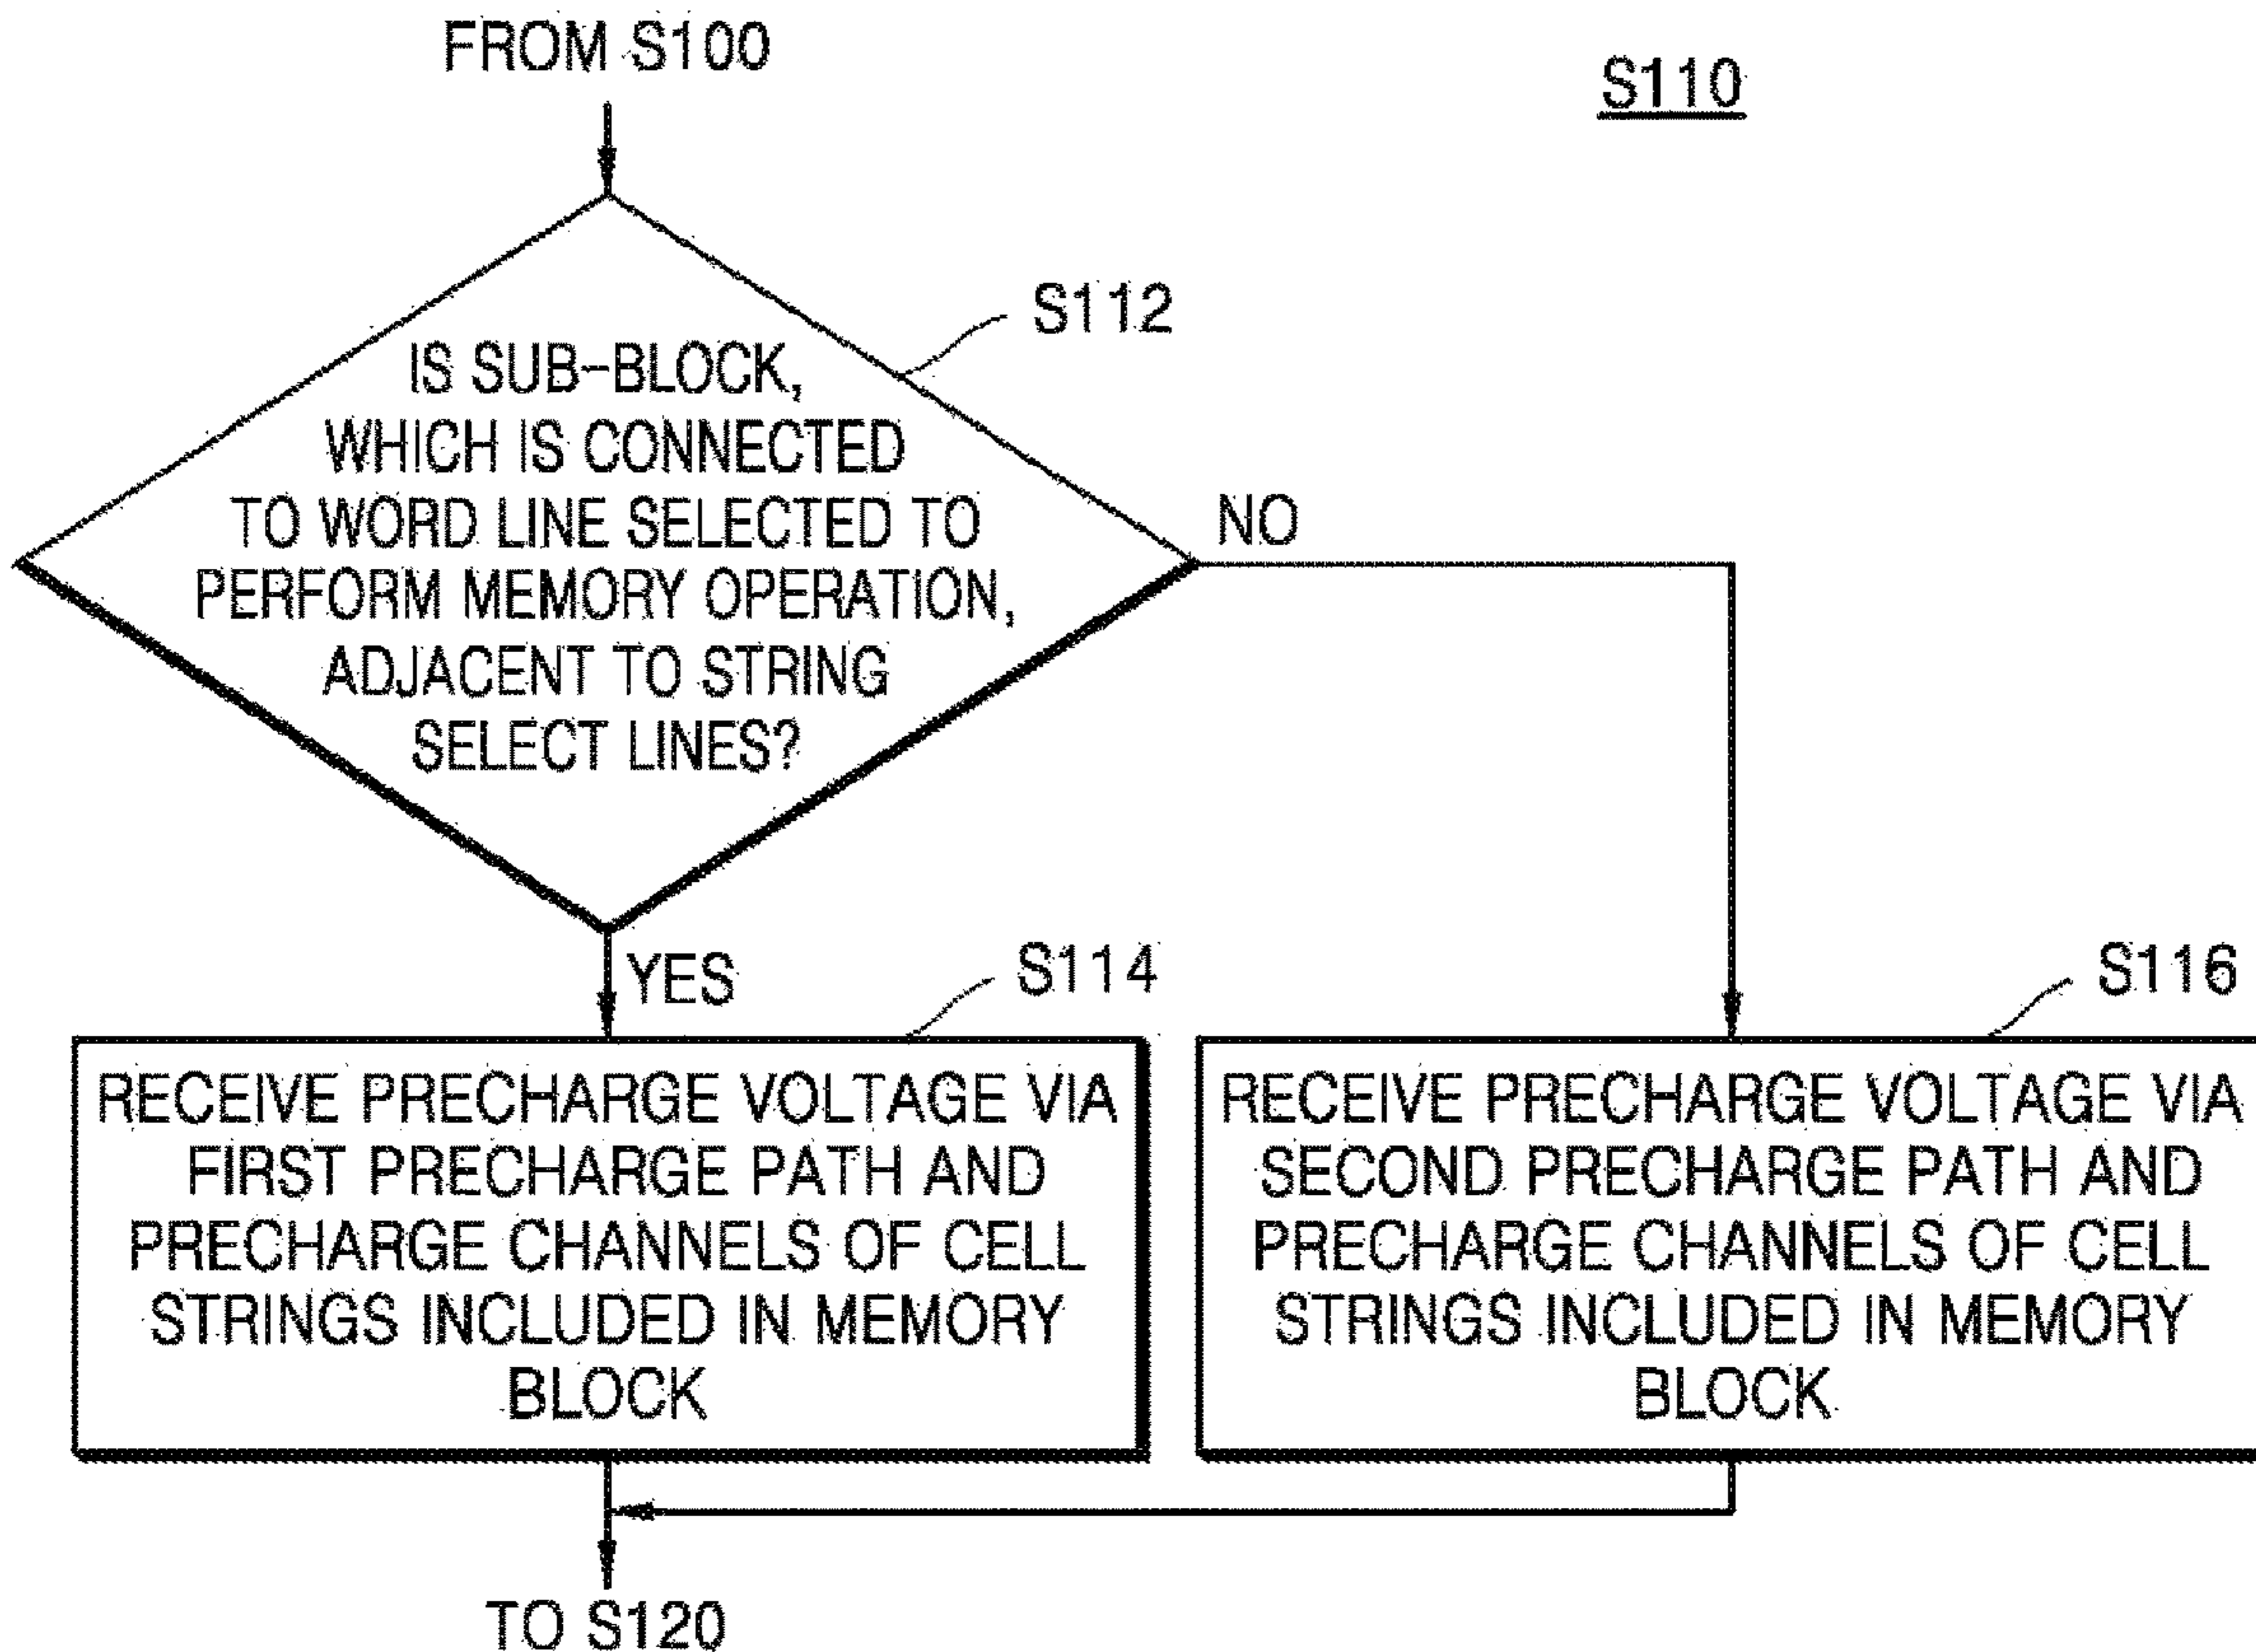 FROM S100
S110
S112
IS SUB-BLOCK,
WHICH IS CONNECTED
TO WORD LINE SELECTED TO
PERFORM MEMORY OPERATION,
ADJACENT TO STRING
SELECT LINES?
NO
YES
S114
S116
RECEIVE PRECHARGE VOLTAGE VIA
FIRST PRECHARGE PATH AND
PRECHARGE CHANNELS OF CELL
STRINGS INCLUDED IN MEMORY
BLOCK
RECEIVE PRECHARGE VOLTAGE VIA
SECOND PRECHARGE PATH AND
PRECHARGE CHANNELS OF CELL
STRINGS INCLUDED IN MEMORY
BLOCK
TO S120